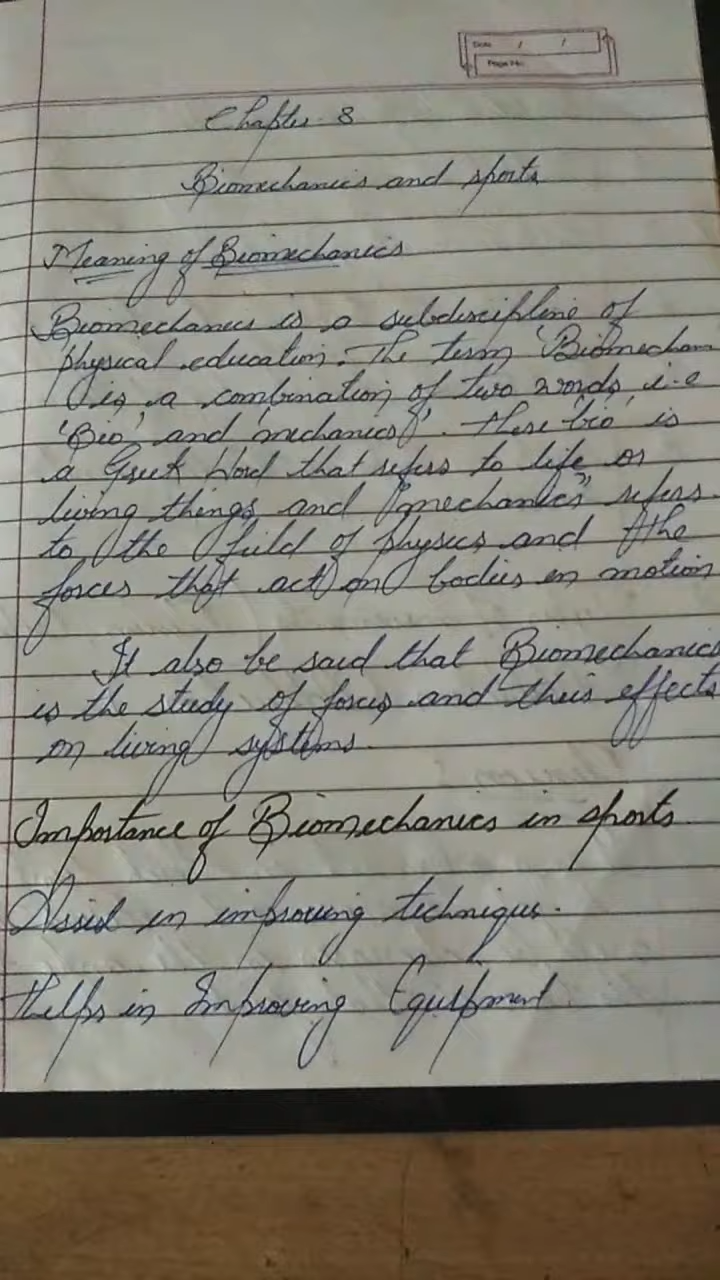 Date / /
Page No.
Chapter - 8
Biomechanics and sports
Meaning of Biomechanics
Biomechanics is a subdiscipline of
physical education. The term 'Biomechan
is a combination of two words, i.e
'Bio' and 'mechanics'. Here 'bio' is
a Greek Word that refers to life or
living things and "mechanics" refers
to the field of physics and the
forces that act on bodies in motion
It also be said that Biomechanics
is the study of forces and their effects
on living systems.
Importance of Biomechanics in sports
Assist in improving technique.
Helps in Improving Equipment